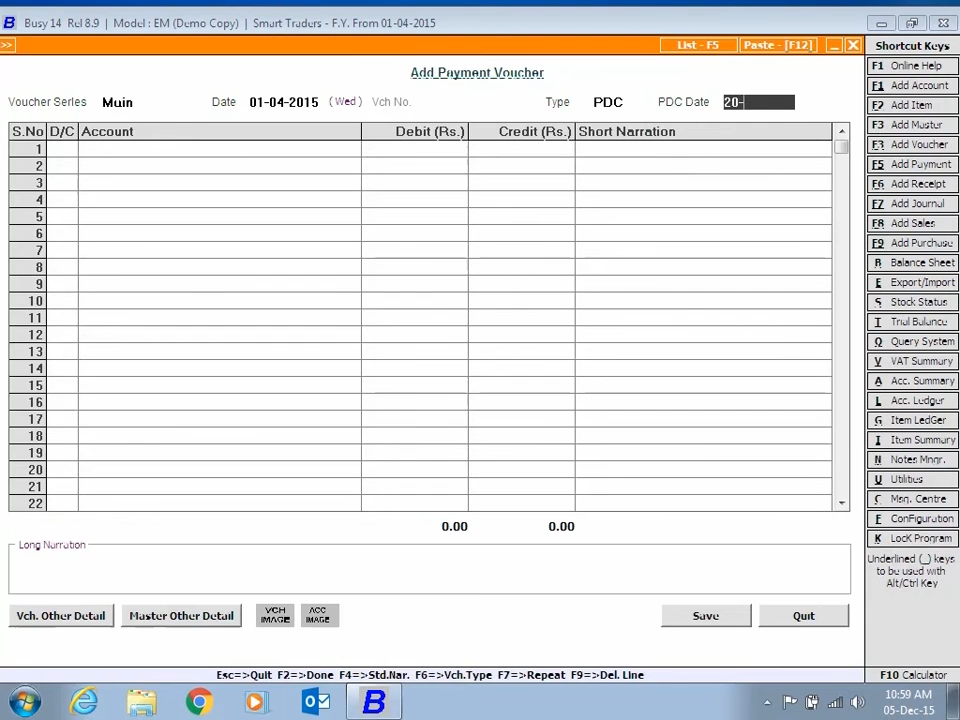 B Busy 14 Rel 8.9 | Model : EM (Demo Copy) | Smart Traders - F.Y. From 01-04-2015
>> List - F5 Paste - [F12]
Add Payment Voucher
Voucher Series Main Date 01-04-2015 (Wed) Vch No. Type PDC PDC Date 20-
S.No D/C Account Debit (Rs.) Credit (Rs.) Short Narration
1
2
3
4
5
6
7
8
9
10
11
12
13
14
15
16
17
18
19
20
21
22
0.00 0.00
Long Narration
Vch. Other Detail Master Other Detail VCH IMAGE ACC IMAGE Save Quit
Esc=>Quit F2=>Done F4=>Std.Nar. F6=>Vch.Type F7=>Repeat F9=>Del. Line
Shortcut Keys
F1 Online Help
F1 Add Account
F2 Add Item
F3 Add Master
F3 Add Voucher
F5 Add Payment
F6 Add Receipt
F7 Add Journal
F8 Add Sales
F9 Add Purchase
B Balance Sheet
E Export/Import
S Stock Status
T Trial Balance
Q Query System
V VAT Summary
A Acc. Summary
L Acc. Ledger
G Item LedGer
I Item Summary
N Notes Mngr.
U Utilities
C Msg. Centre
F ConFiguration
K LocK Program
Underlined (_) keys
to be used with
Alt/Ctrl Key
F10 Calculator
B
10:59 AM
05-Dec-15